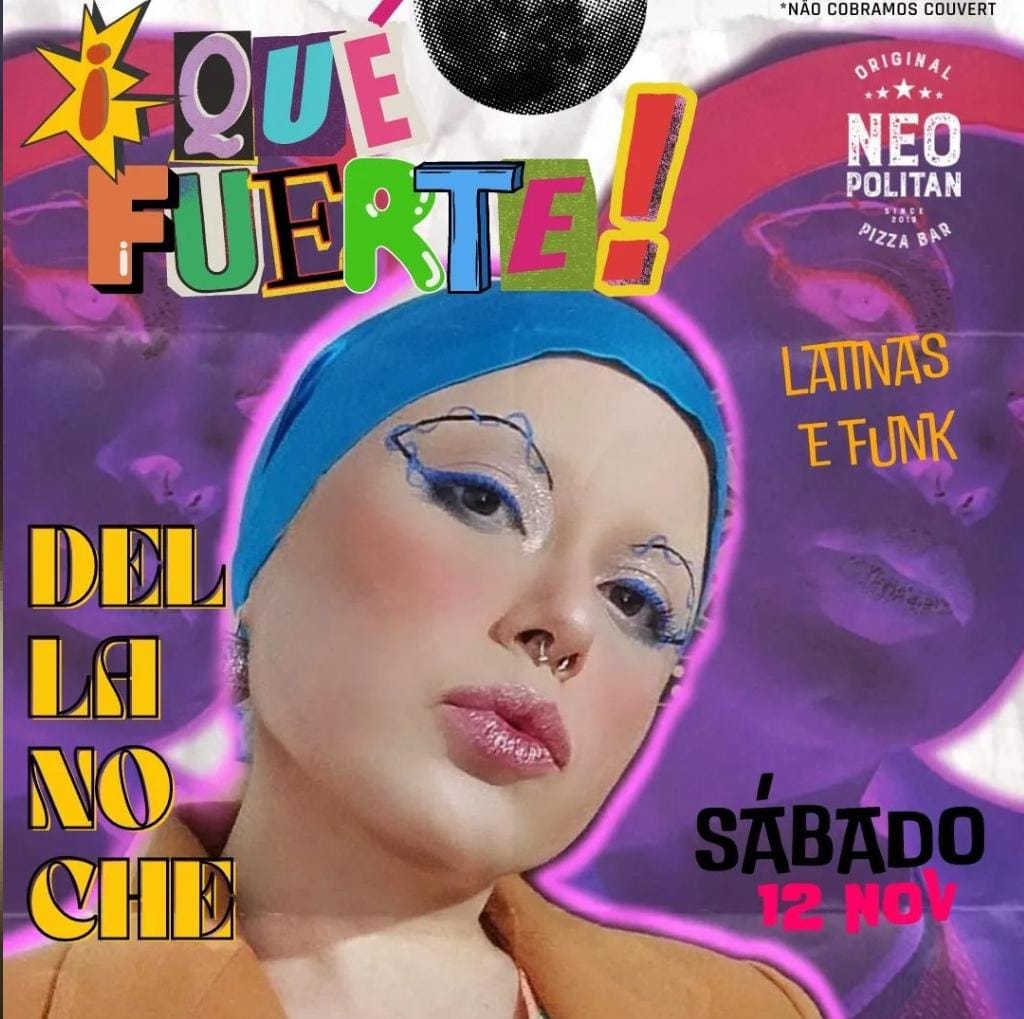 *NÃO COBRAMOS COUVERT
¡QUÉ
FUERTE!
ORIGINAL
NEO
POLITAN
SINCE
2019
PIZZA BAR
LATINAS
E FUNK
DEL
LA
NO
CHE
SÁBADO
12 NOV